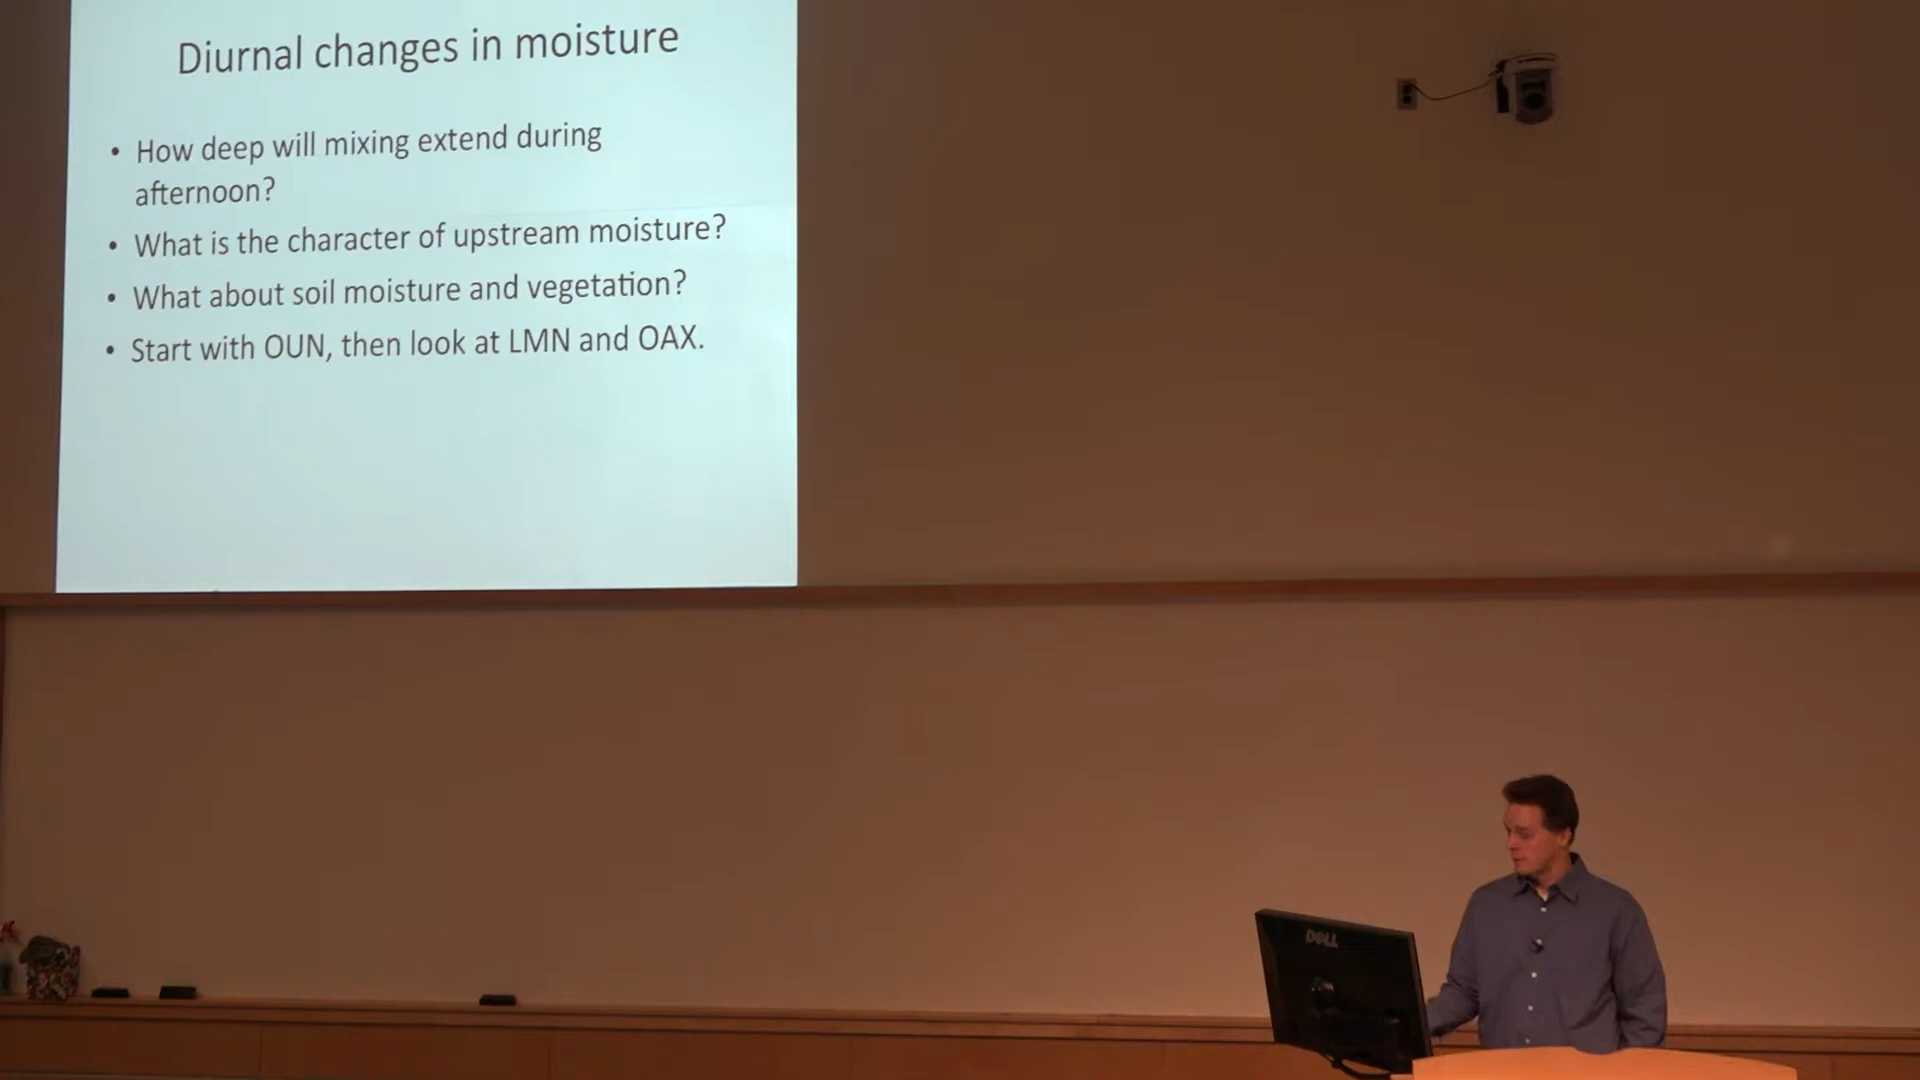 Diurnal changes in moisture
• How deep will mixing extend during
afternoon?
• What is the character of upstream moisture?
• What about soil moisture and vegetation?
• Start with OUN, then look at LMN and OAX.
DELL